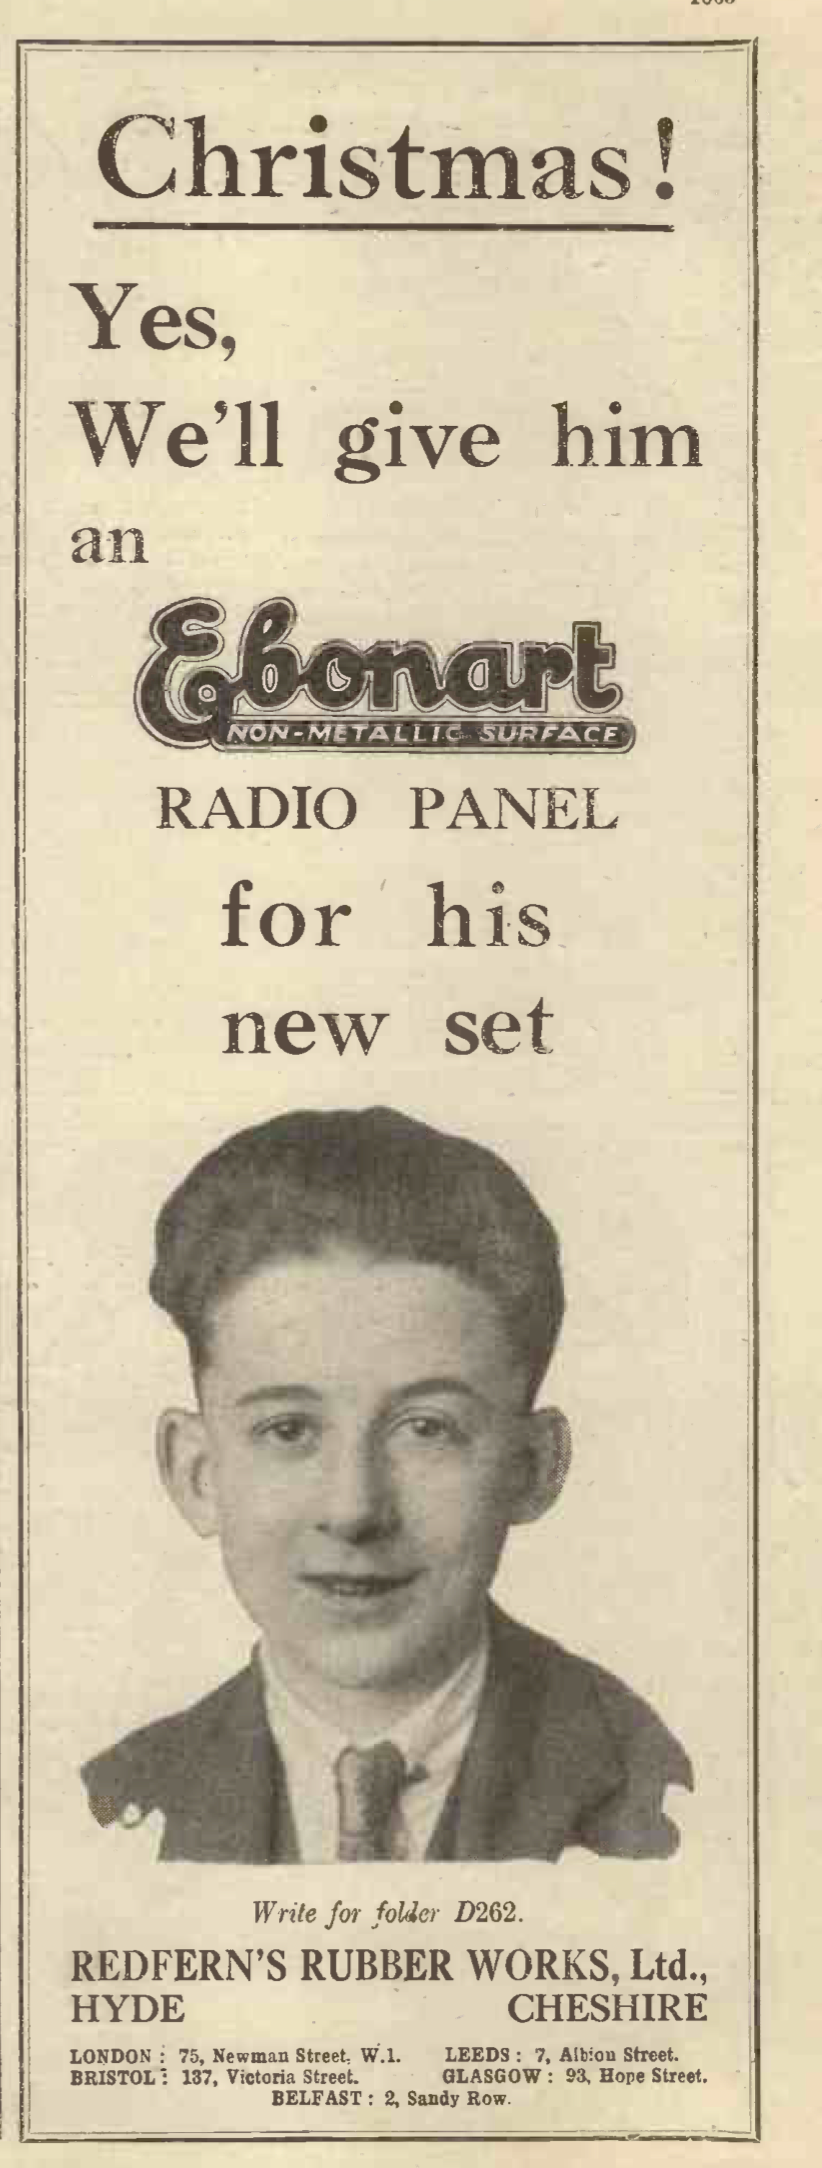 Christmas!
Yes,
We'll give him
an
Ebonart
NON-METALLIC SURFACE
RADIO PANEL
for his
new set
Write for folder D262.
REDFERN'S RUBBER WORKS, Ltd.,
HYDE CHESHIRE
LONDON : 75, Newman Street, W.1. LEEDS : 7, Albion Street.
BRISTOL : 137, Victoria Street. GLASGOW : 93, Hope Street.
BELFAST : 2, Sandy Row.